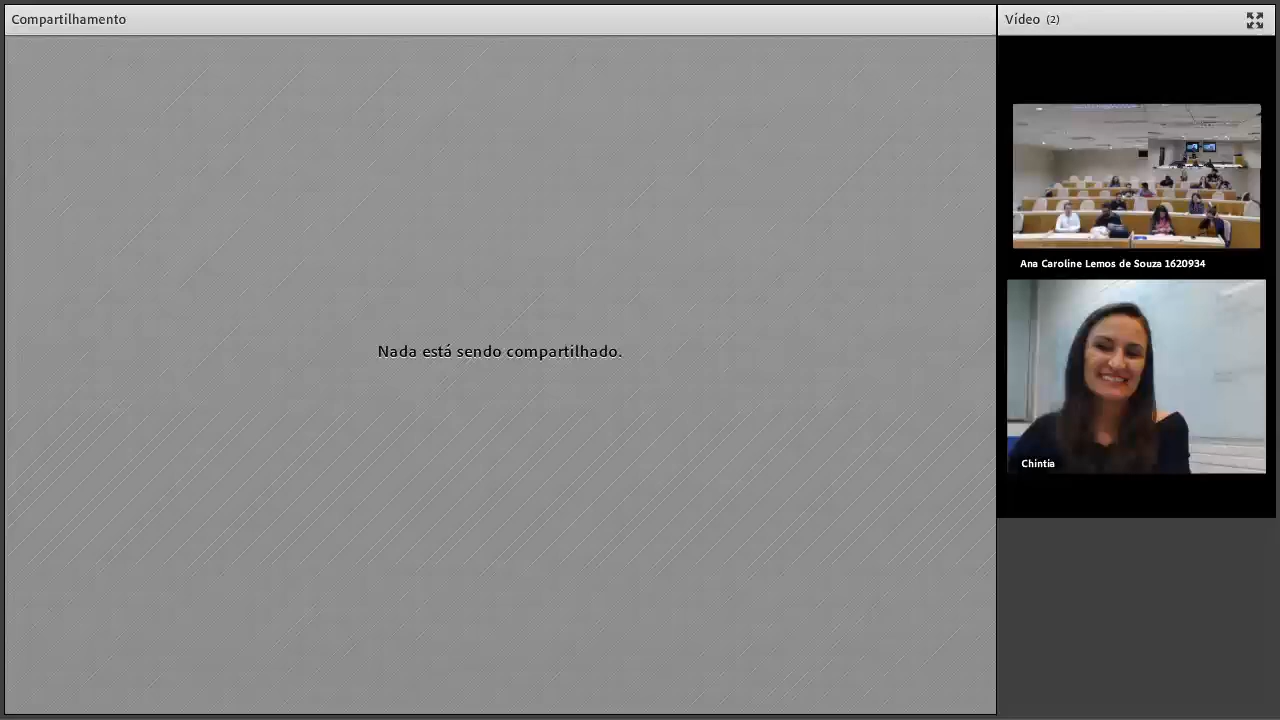 Compartilhamento
Vídeo (2)
Nada está sendo compartilhado.
Ana Caroline Lemos de Souza 1620934
Chintia